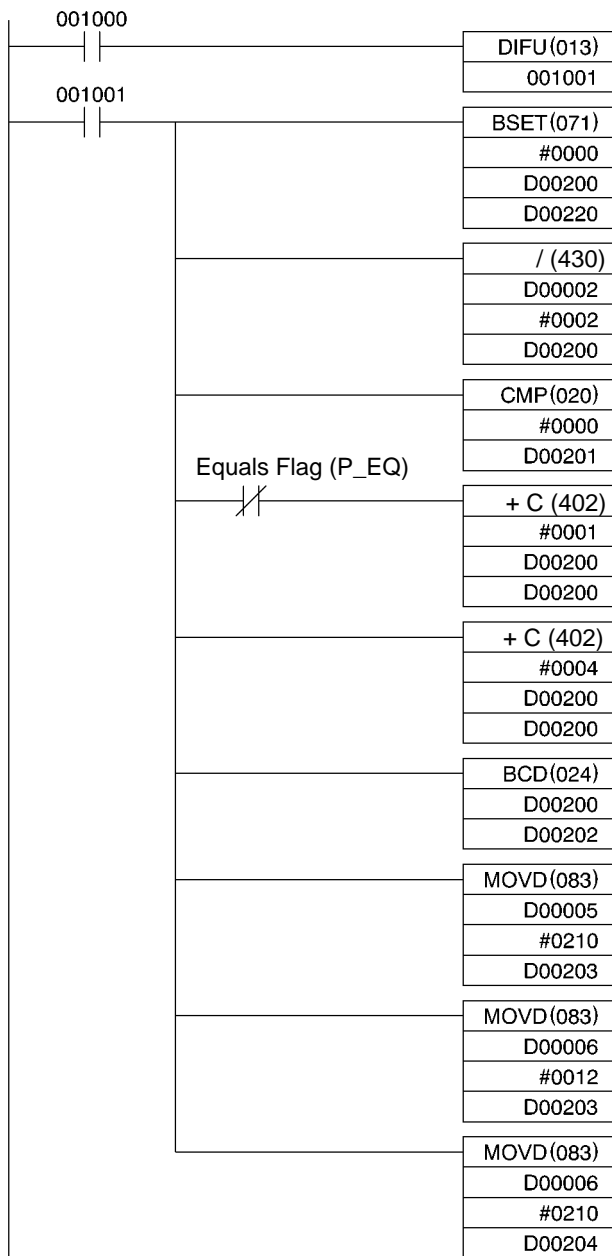 001000
DIFU(013)
001001
001001
BSET(071)
#0000
D00200
D00220
/ (430)
D00002
#0002
D00200
CMP(020)
#0000
D00201
Equals Flag (P_EQ)
+ C (402)
#0001
D00200
D00200
+ C (402)
#0004
D00200
D00200
BCD(024)
D00200
D00202
MOVD(083)
D00005
#0210
D00203
MOVD(083)
D00006
#0012
D00203
MOVD(083)
D00006
#0210
D00204